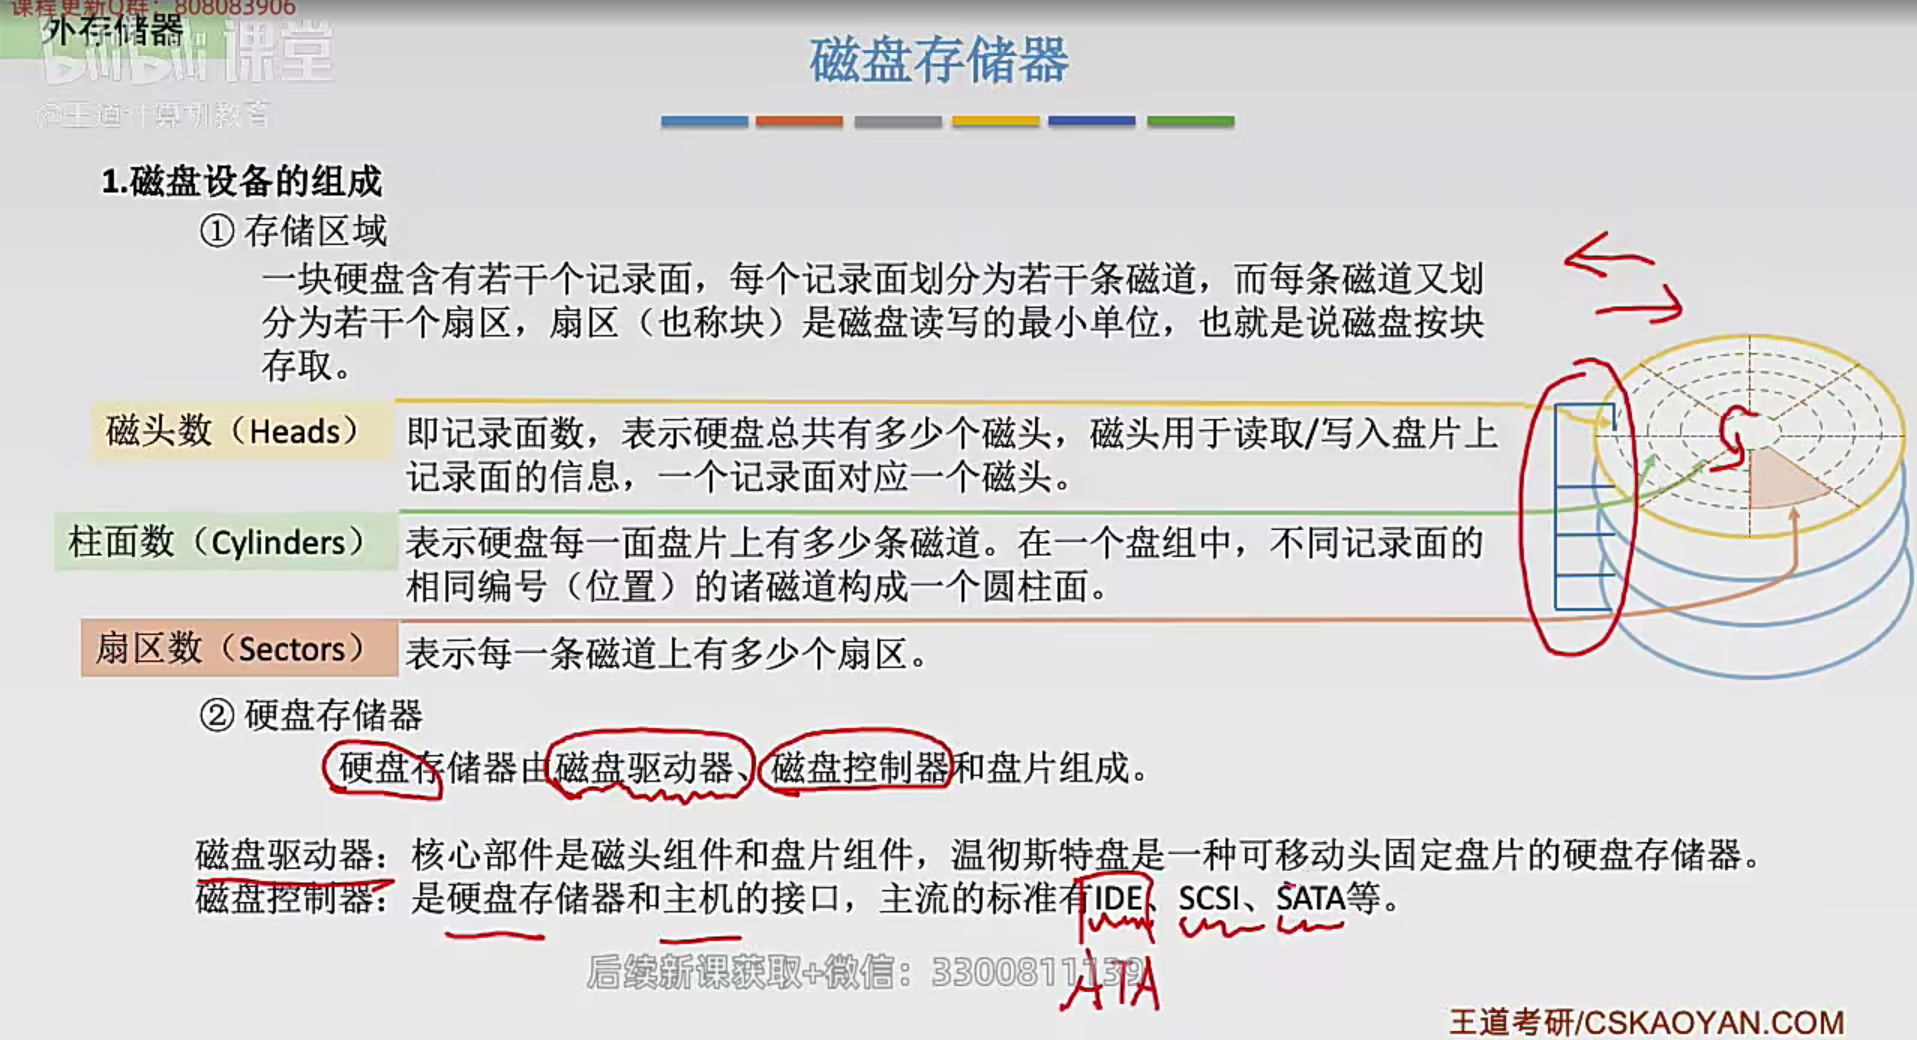 课程更新Q群：808083906
外存储器
bilibili 课堂
@王道计算机教育
磁盘存储器
1.磁盘设备的组成
① 存储区域
一块硬盘含有若干个记录面，每个记录面划分为若干条磁道，而每条磁道又划
分为若干个扇区，扇区（也称块）是磁盘读写的最小单位，也就是说磁盘按块
存取。
磁头数（Heads）
即记录面数，表示硬盘总共有多少个磁头，磁头用于读取/写入盘片上
记录面的信息，一个记录面对应一个磁头。
柱面数（Cylinders）
表示硬盘每一面盘片上有多少条磁道。在一个盘组中，不同记录面的
相同编号（位置）的诸磁道构成一个圆柱面。
扇区数（Sectors）
表示每一条磁道上有多少个扇区。
② 硬盘存储器
硬盘存储器由磁盘驱动器、磁盘控制器和盘片组成。
磁盘驱动器：核心部件是磁头组件和盘片组件，温彻斯特盘是一种可移动头固定盘片的硬盘存储器。
磁盘控制器：是硬盘存储器和主机的接口，主流的标准有IDE、SCSI、SATA等。
后续新课获取+微信：3300811139
ATA
王道考研/CSKAOYAN.COM